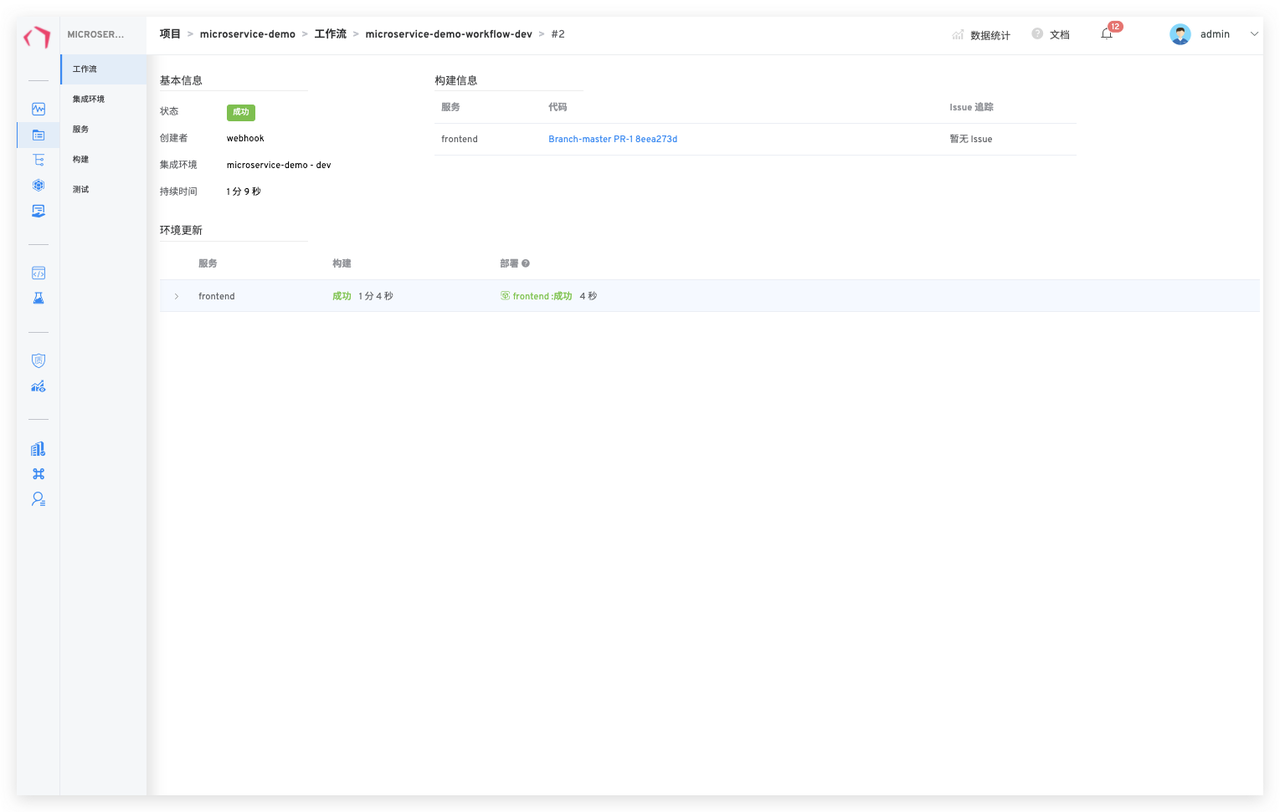 MICROSER...
项目 > microservice-demo > 工作流 > microservice-demo-workflow-dev > #2
数据统计
文档
12
admin
工作流
集成环境
服务
构建
测试
基本信息
状态 成功
创建者 webhook
集成环境 microservice-demo - dev
持续时间 1 分 9 秒
构建信息
服务 代码 Issue 追踪
frontend Branch-master PR-1 8eea273d 暂无 Issue
环境更新
服务 构建 部署
frontend 成功 1 分 4 秒 frontend :成功 4 秒